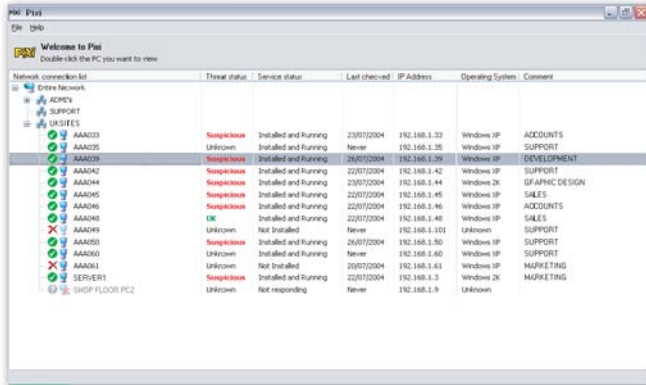 Pixi Pixi
File Help
PiXi Welcome to Pixi
Double-click the PC you want to view
Network connection list Threat status Service status Last checked IP Address Operating System Comment
Entire Network
ADMIN
SUPPORT
UKSITES
AAA033 Suspicious Installed and Running 23/07/2004 192.168.1.33 Windows XP ACCOUNTS
AAA035 Unknown Installed and Running Never 192.168.1.35 Windows XP SUPPORT
AAA039 Suspicious Installed and Running 26/07/2004 192.168.1.39 Windows XP DEVELOPMENT
AAA042 Suspicious Installed and Running 22/07/2004 192.168.1.42 Windows XP SUPPORT
AAA044 Suspicious Installed and Running 23/07/2004 192.168.1.44 Windows 2K GRAPHIC DESIGN
AAA045 Suspicious Installed and Running 22/07/2004 192.168.1.45 Windows XP SALES
AAA046 Suspicious Installed and Running 22/07/2004 192.168.1.46 Windows XP ACCOUNTS
AAA048 OK Installed and Running 22/07/2004 192.168.1.48 Windows XP SALES
AAA049 Unknown Not Installed Never 192.168.1.101 Unknown SUPPORT
AAA050 Suspicious Installed and Running 26/07/2004 192.168.1.50 Windows XP SUPPORT
AAA060 Unknown Installed and Running Never 192.168.1.60 Windows XP SUPPORT
AAA061 Unknown Not Installed 20/07/2004 192.168.1.61 Windows XP MARKETING
SERVER1 Suspicious Installed and Running 22/07/2004 192.168.1.3 Windows 2K MARKETING
SHOP FLOOR PC2 Unknown Not responding Never 192.168.1.9 Unknown